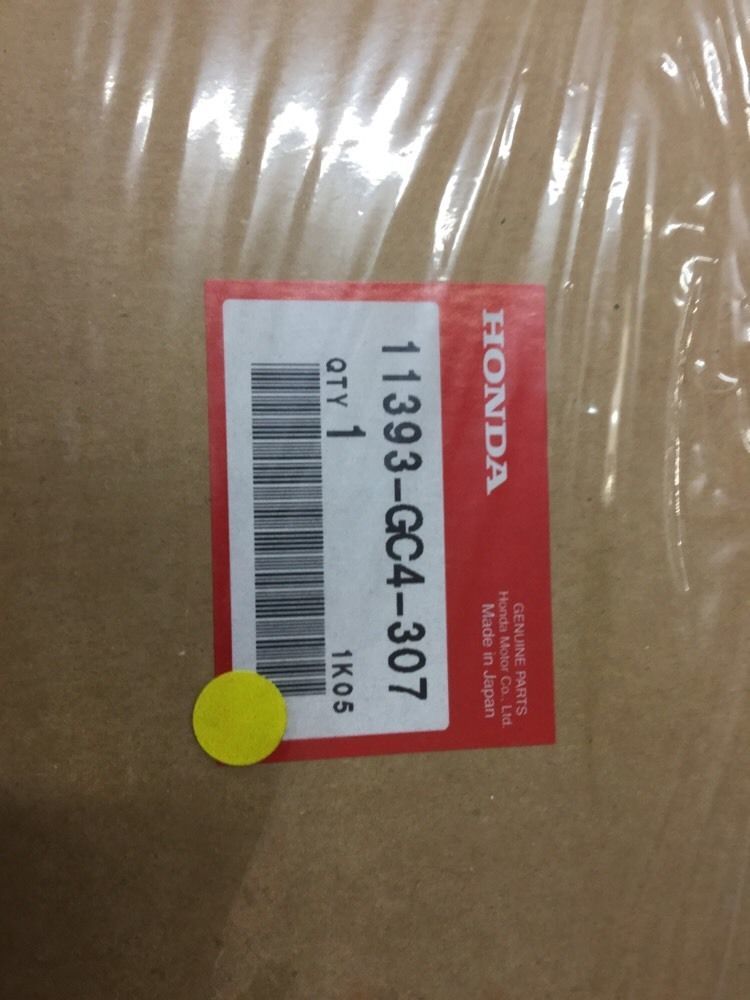 HONDA
GENUINE PARTS
Honda Motor Co., Ltd.
Made in Japan
11393-GC4-307
QTY 1
1K05